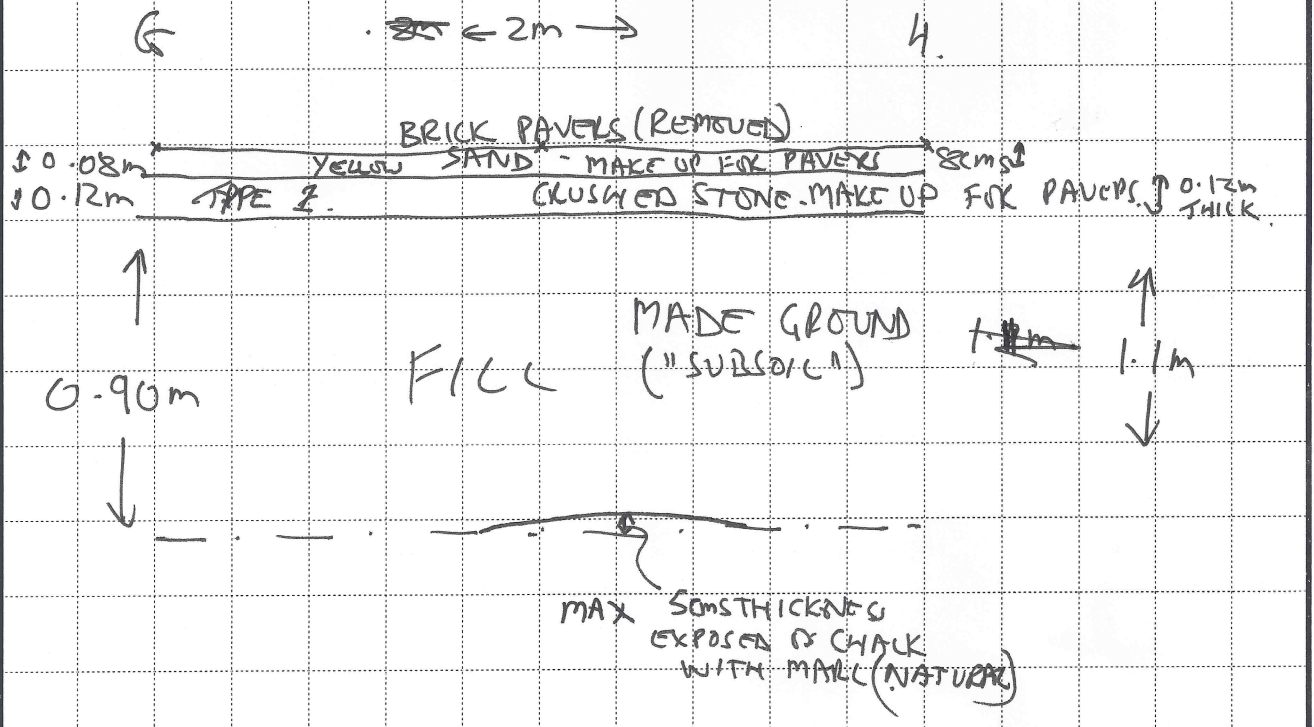 ← 2m →
4.
BRICK PAVERS (REMOVED)
↕ 0.08m YELLOW SAND - MAKE UP FOR PAVERS 8cms ↕
↕ 0.12m TYPE 1. CRUSHED STONE. MAKE UP FOR PAVERS. ↕ 0.12m
THICK.
MADE GROUND
("SUBSOIL")
FILL
1.1m
0.90m
MAX 5cms THICKNESS
EXPOSED OF CHALK
WITH MARL (NATURAL)